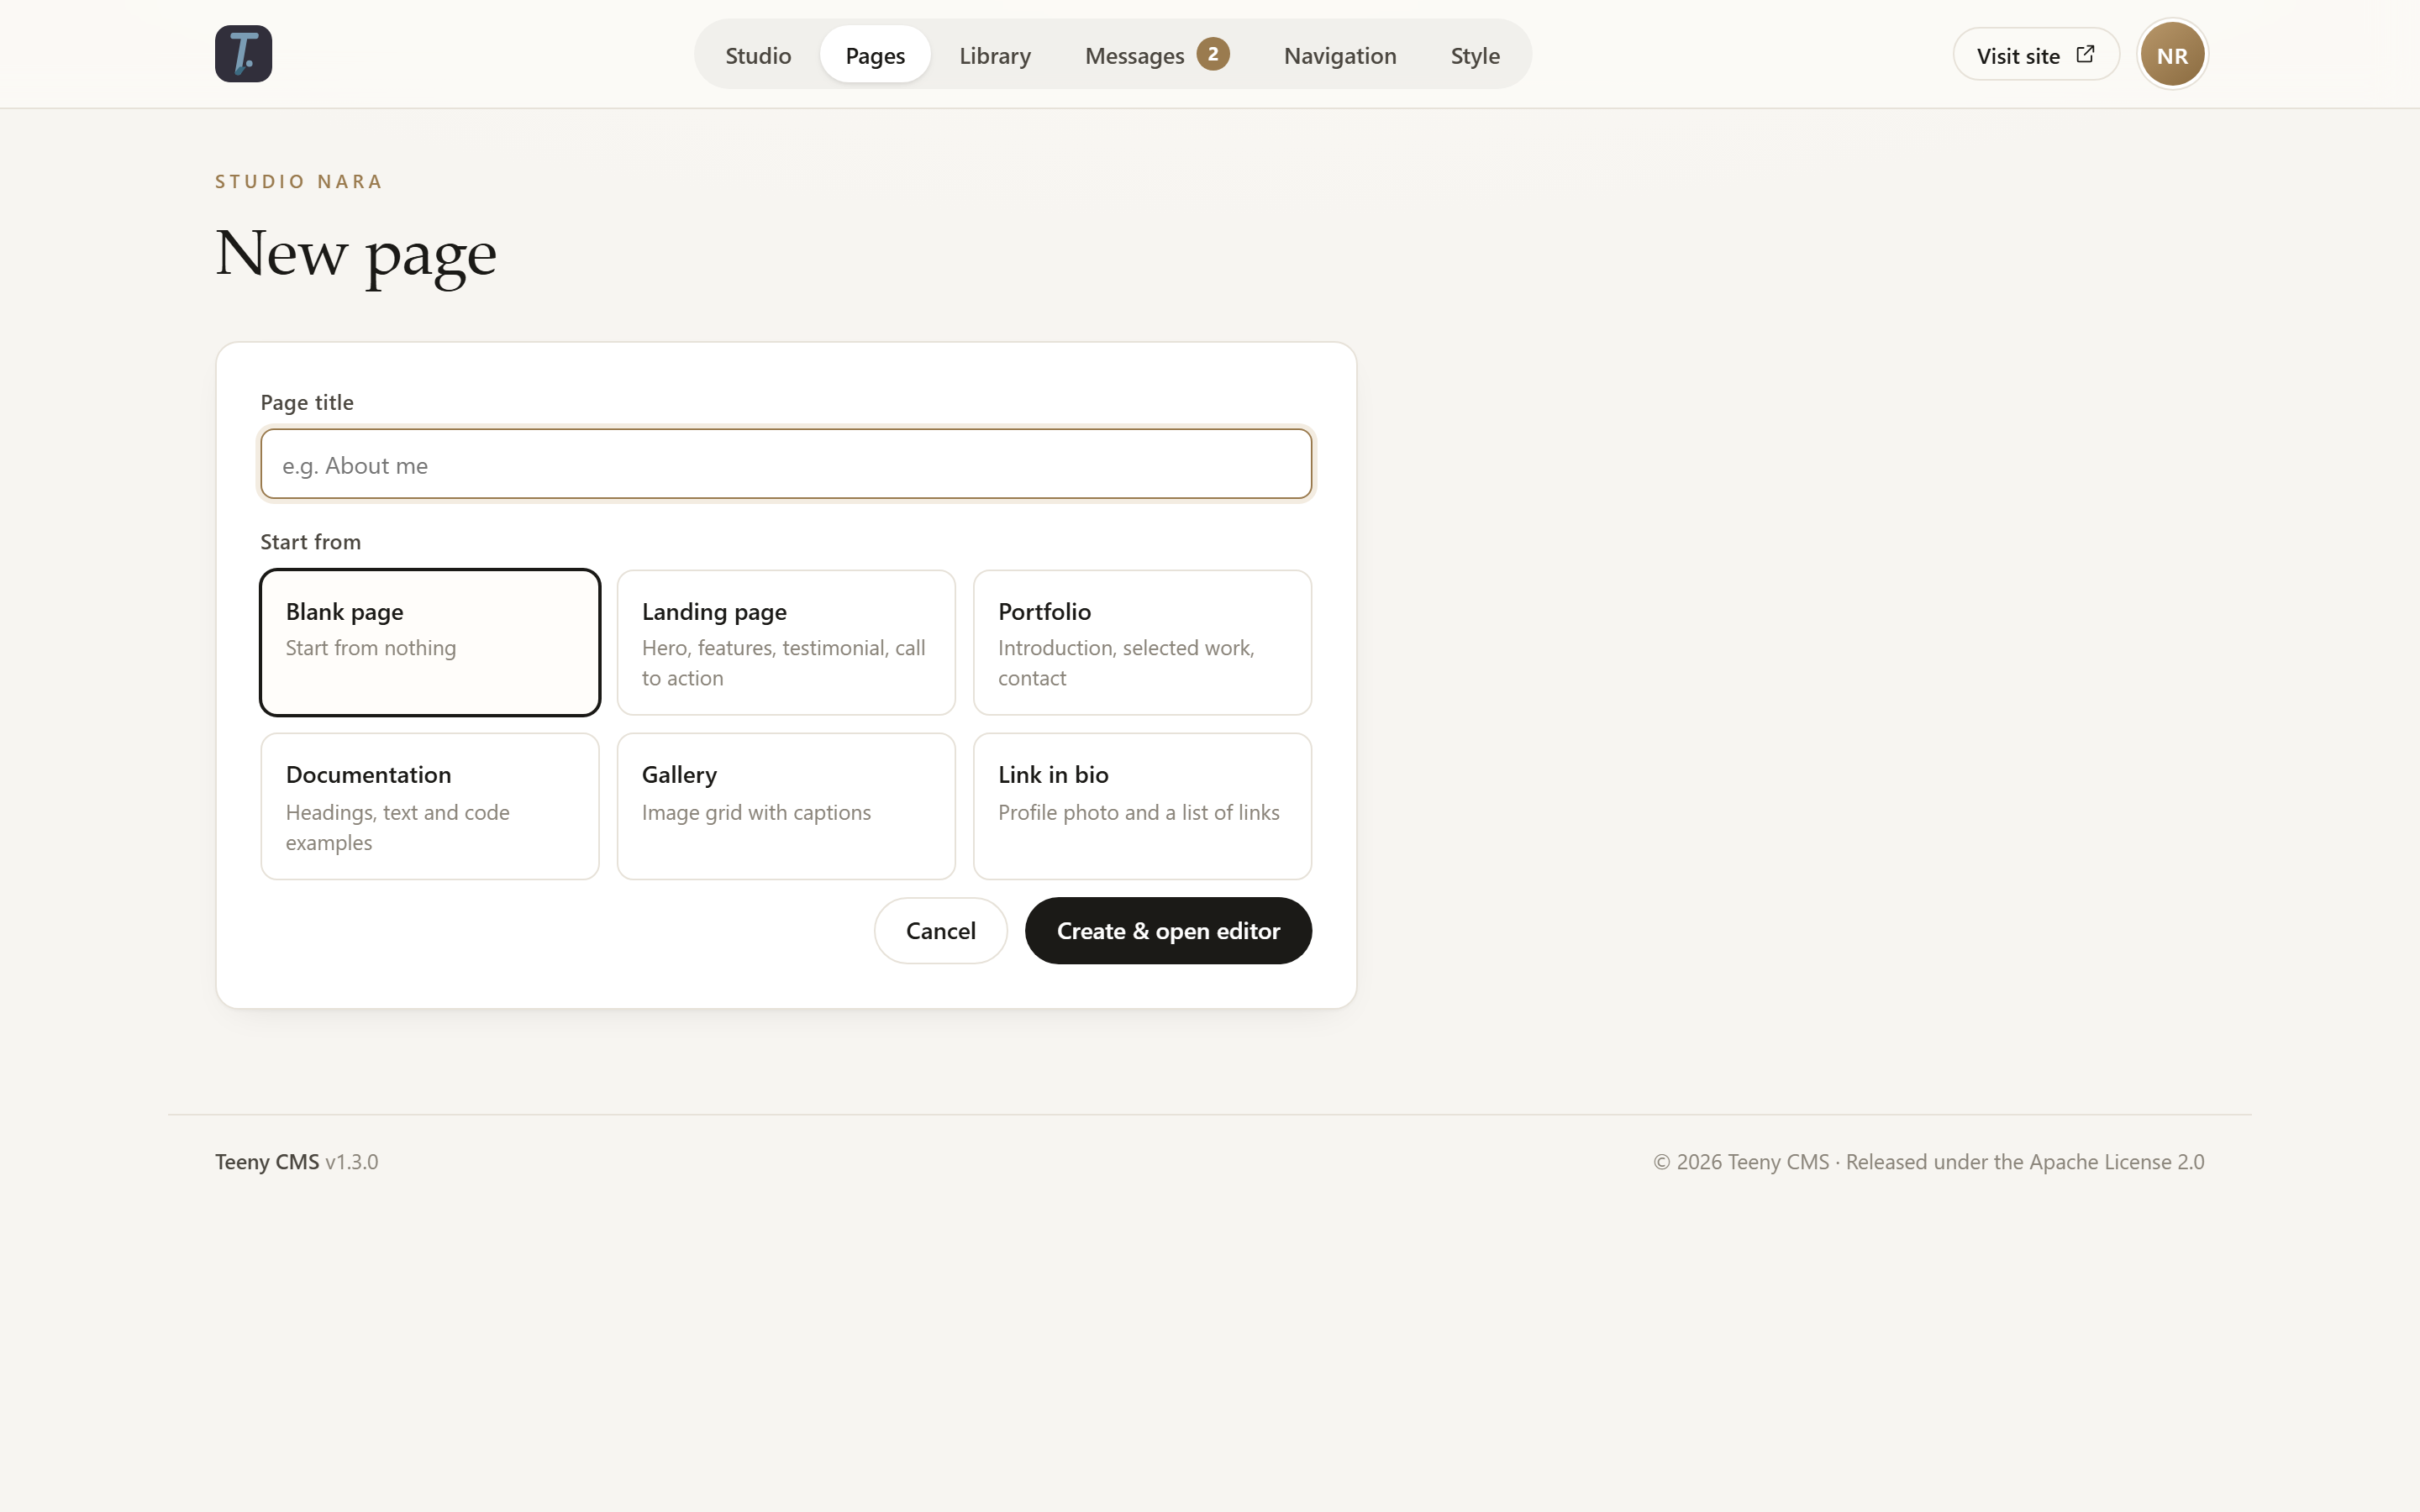 T.
Studio
Pages
Library
Messages 2
Navigation
Style
Visit site
NR
STUDIO NARA
New page
Page title
e.g. About me
Start from
Blank page
Start from nothing
Landing page
Hero, features, testimonial, call
to action
Portfolio
Introduction, selected work,
contact
Documentation
Headings, text and code
examples
Gallery
Image grid with captions
Link in bio
Profile photo and a list of links
Cancel
Create & open editor
Teeny CMS v1.3.0
© 2026 Teeny CMS · Released under the Apache License 2.0